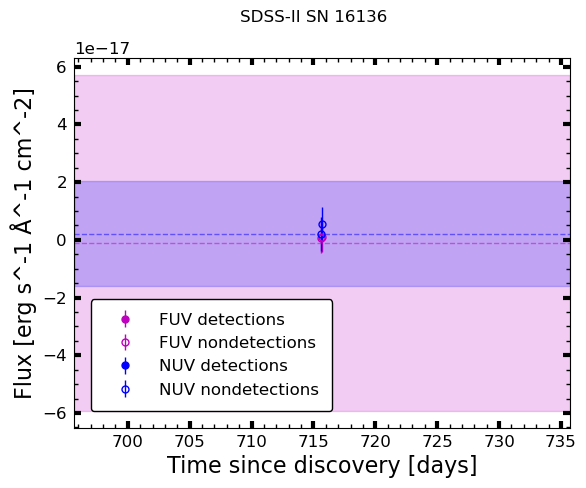 SDSS-II SN 16136
1e−17
6
4
2
0
−2
−4
−6
Flux [erg s^-1 Å^-1 cm^-2]
FUV detections
FUV nondetections
NUV detections
NUV nondetections
700 705 710 715 720 725 730 735
Time since discovery [days]